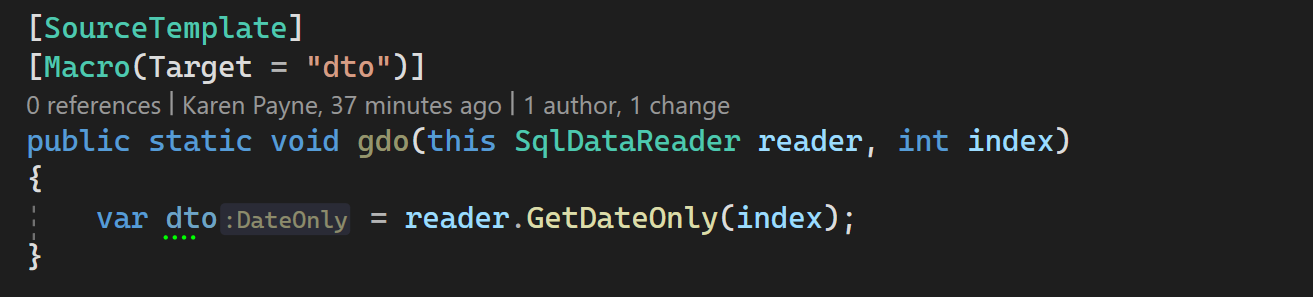 [SourceTemplate]
[Macro(Target = "dto")]
0 references | Karen Payne, 37 minutes ago | 1 author, 1 change
public static void gdo(this SqlDataReader reader, int index)
{
    var dto:DateOnly = reader.GetDateOnly(index);
}